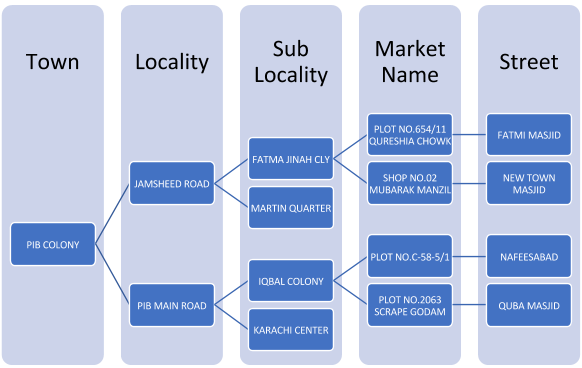 Town
Locality
Sub
Locality
Market
Name
Street
PIB COLONY
JAMSHEED ROAD
PIB MAIN ROAD
FATMA JINAH CLY
MARTIN QUARTER
IQBAL COLONY
KARACHI CENTER
PLOT NO.654/11
QURESHIA CHOWK
SHOP NO.02
MUBARAK MANZIL
PLOT NO.C-58-5/1
PLOT NO.2063
SCRAPE GODAM
FATMI MASJID
NEW TOWN
MASJID
NAFEESABAD
QUBA MASJID